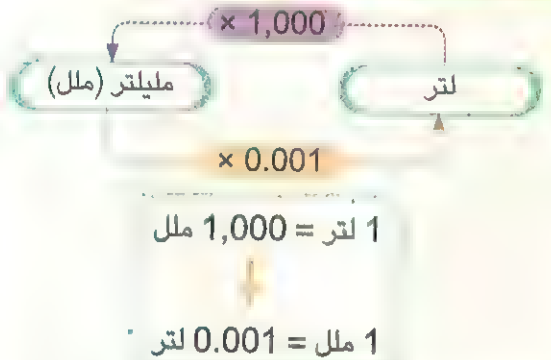 × 1,000
لتر
مليلتر (ملل)
× 0.001
1 لتر = 1,000 ملل
1 ملل = 0.001 لتر